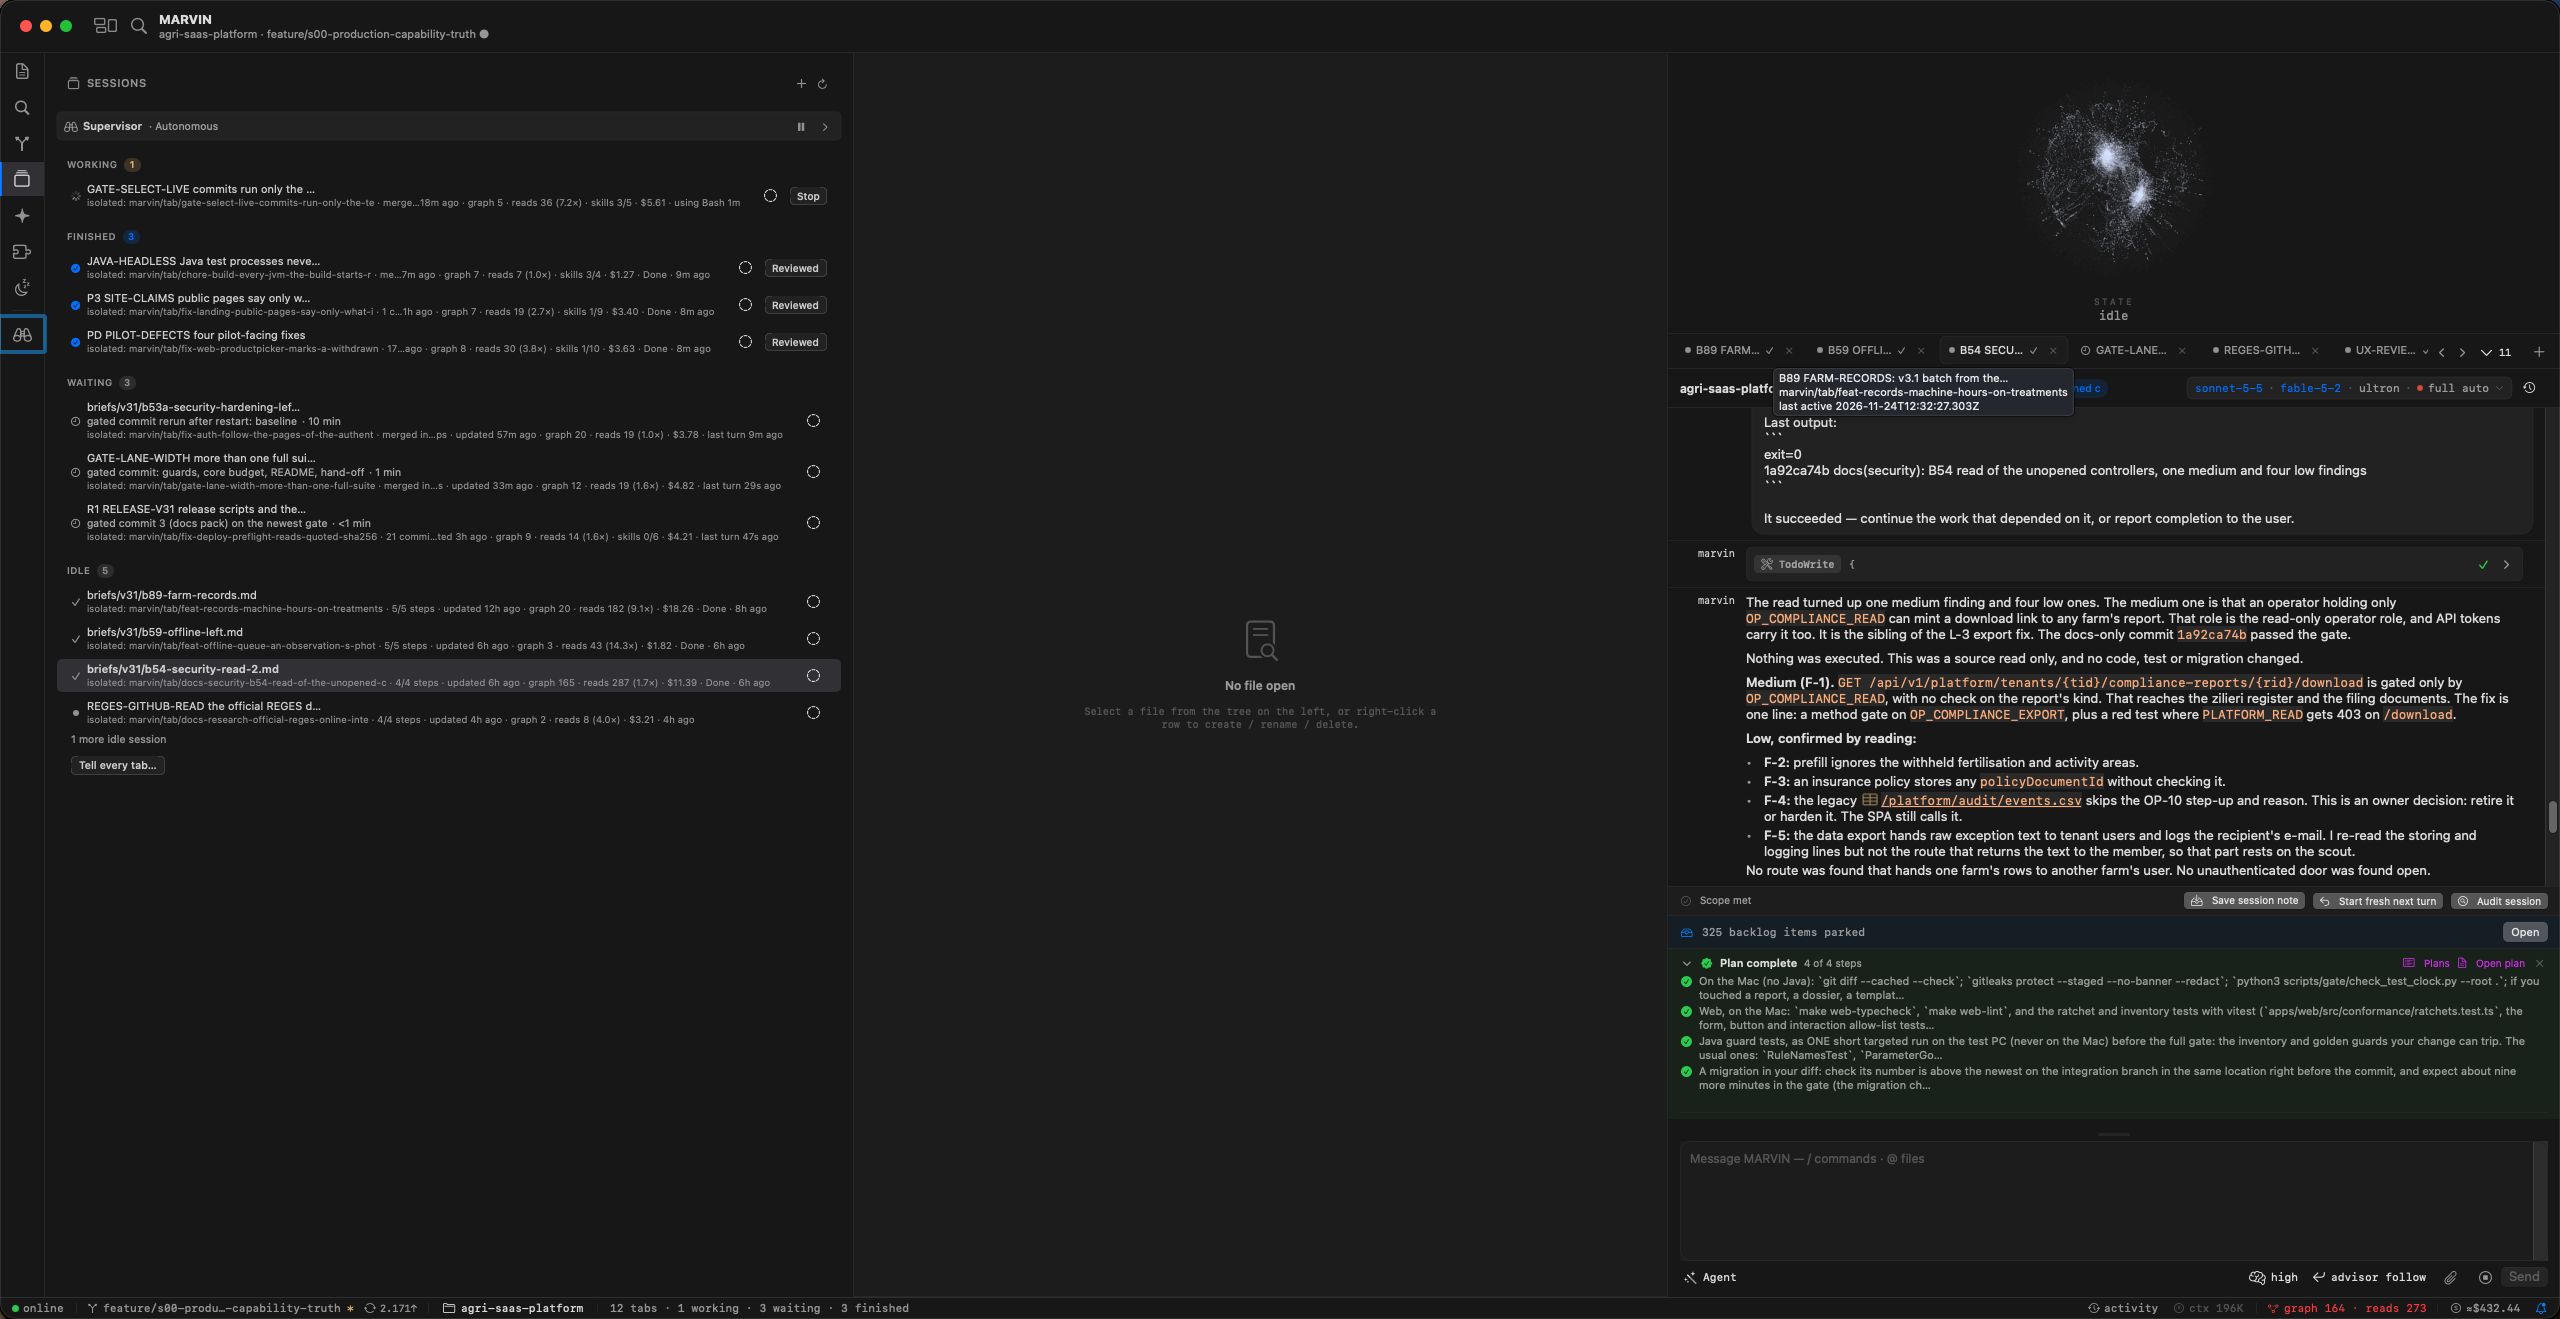 MARVIN
agri-saas-platform · feature/s00-production-capability-truth
SESSIONS
Supervisor · Autonomous
WORKING 1
GATE-SELECT-LIVE commits run only the ...
isolated: marvin/tab/gate-select-live-commits-run-only-the-te · merge...18m ago · graph 5 · reads 36 (7.2×) · skills 3/5 · $5.61 · using Bash 1m
Stop
FINISHED 3
JAVA-HEADLESS Java test processes neve...
isolated: marvin/tab/chore-build-every-jvm-the-build-starts-r · me...7m ago · graph 7 · reads 7 (1.0×) · skills 3/4 · $1.27 · Done · 9m ago
Reviewed
P3 SITE-CLAIMS public pages say only w...
isolated: marvin/tab/fix-landing-public-pages-say-only-what-i · 1 c...1h ago · graph 7 · reads 19 (2.7×) · skills 1/9 · $3.40 · Done · 8m ago
Reviewed
PD PILOT-DEFECTS four pilot-facing fixes
isolated: marvin/tab/fix-web-productpicker-marks-a-withdrawn · 17...ago · graph 8 · reads 30 (3.8×) · skills 1/10 · $3.63 · Done · 8m ago
Reviewed
WAITING 3
briefs/v31/b53a-security-hardening-lef...
gated commit rerun after restart: baseline · 10 min
isolated: marvin/tab/fix-auth-follow-the-pages-of-the-authent · merged in...ps · updated 57m ago · graph 20 · reads 19 (1.0×) · $3.78 · last turn 9m ago
GATE-LANE-WIDTH more than one full sui...
gated commit: guards, core budget, README, hand-off · 1 min
isolated: marvin/tab/gate-lane-width-more-than-one-full-suite · merged in...s · updated 33m ago · graph 12 · reads 19 (1.6×) · $4.82 · last turn 29s ago
R1 RELEASE-V31 release scripts and the...
gated commit 3 (docs pack) on the newest gate · <1 min
isolated: marvin/tab/fix-deploy-preflight-reads-quoted-sha256 · 21 commi...ted 3h ago · graph 9 · reads 14 (1.6×) · skills 0/6 · $4.21 · last turn 47s ago
IDLE 5
briefs/v31/b89-farm-records.md
isolated: marvin/tab/feat-records-machine-hours-on-treatments · 5/5 steps · updated 12h ago · graph 20 · reads 182 (9.1×) · $18.26 · Done · 8h ago
briefs/v31/b59-offline-left.md
isolated: marvin/tab/feat-offline-queue-an-observation-s-phot · 5/5 steps · updated 6h ago · graph 3 · reads 43 (14.3×) · $1.82 · Done · 6h ago
briefs/v31/b54-security-read-2.md
isolated: marvin/tab/docs-security-b54-read-of-the-unopened-c · 4/4 steps · updated 6h ago · graph 165 · reads 287 (1.7×) · $11.39 · Done · 6h ago
REGES-GITHUB-READ the official REGES d...
isolated: marvin/tab/docs-research-official-reges-online-inte · 4/4 steps · updated 4h ago · graph 2 · reads 8 (4.0×) · $3.21 · 4h ago
1 more idle session
Tell every tab...
No file open
Select a file from the tree on the left, or right-click a
row to create / rename / delete.
STATE
idle
B89 FARM... B59 OFFLI... B54 SECU... GATE-LANE... REGES-GITH... UX-REVIE... 11
agri-saas-platfo ned c sonnet-5-5 · fable-5-2 · ultron · full auto
B89 FARM-RECORDS: v3.1 batch from the...
marvin/tab/feat-records-machine-hours-on-treatments
last active 2026-11-24T12:32:27.303Z
Last output:
```
exit=0
1a92ca74b docs(security): B54 read of the unopened controllers, one medium and four low findings
```
It succeeded — continue the work that depended on it, or report completion to the user.
marvin TodoWrite {
marvin The read turned up one medium finding and four low ones. The medium one is that an operator holding only
OP_COMPLIANCE_READ can mint a download link to any farm's report. That role is the read-only operator role, and API tokens
carry it too. It is the sibling of the L-3 export fix. The docs-only commit 1a92ca74b passed the gate.
Nothing was executed. This was a source read only, and no code, test or migration changed.
Medium (F-1). GET /api/v1/platform/tenants/{tid}/compliance-reports/{rid}/download is gated only by
OP_COMPLIANCE_READ, with no check on the report's kind. That reaches the zilieri register and the filing documents. The fix is
one line: a method gate on OP_COMPLIANCE_EXPORT, plus a red test where PLATFORM_READ gets 403 on /download.
Low, confirmed by reading:
• F-2: prefill ignores the withheld fertilisation and activity areas.
• F-3: an insurance policy stores any policyDocumentId without checking it.
• F-4: the legacy /platform/audit/events.csv skips the OP-10 step-up and reason. This is an owner decision: retire it
or harden it. The SPA still calls it.
• F-5: the data export hands raw exception text to tenant users and logs the recipient's e-mail. I re-read the storing and
logging lines but not the route that returns the text to the member, so that part rests on the scout.
No route was found that hands one farm's rows to another farm's user. No unauthenticated door was found open.
Scope met Save session note Start fresh next turn Audit session
325 backlog items parked Open
Plan complete 4 of 4 steps Plans Open plan
On the Mac (no Java): `git diff --cached --check`; `gitleaks protect --staged --no-banner --redact`; `python3 scripts/gate/check_test_clock.py --root .`; if you
touched a report, a dossier, a templat...
Web, on the Mac: `make web-typecheck`, `make web-lint`, and the ratchet and inventory tests with vitest (`apps/web/src/conformance/ratchets.test.ts`, the
form, button and interaction allow-list tests...
Java guard tests, as ONE short targeted run on the test PC (never on the Mac) before the full gate: the inventory and golden guards your change can trip. The
usual ones: `RuleNamesTest`, `ParameterGo...
A migration in your diff: check its number is above the newest on the integration branch in the same location right before the commit, and expect about nine
more minutes in the gate (the migration ch...
Message MARVIN — / commands · @ files
Agent high advisor follow Send
online feature/s00-produ…-capability-truth * 2.171↑ agri-saas-platform 12 tabs · 1 working · 3 waiting · 3 finished activity ctx 196K graph 164 · reads 273 ≈$432.44